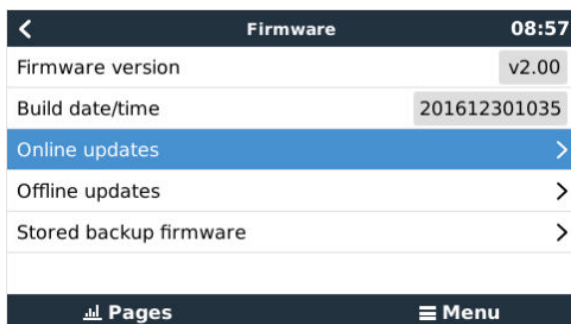 Firmware 08:57
Firmware version v2.00
Build date/time 201612301035
Online updates
Offline updates
Stored backup firmware
Pages Menu